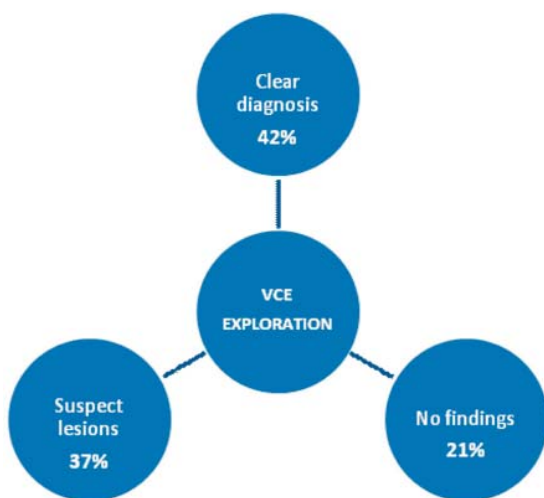 Clear
diagnosis
42%
VCE
EXPLORATION
Suspect
lesions
37%
No findings
21%